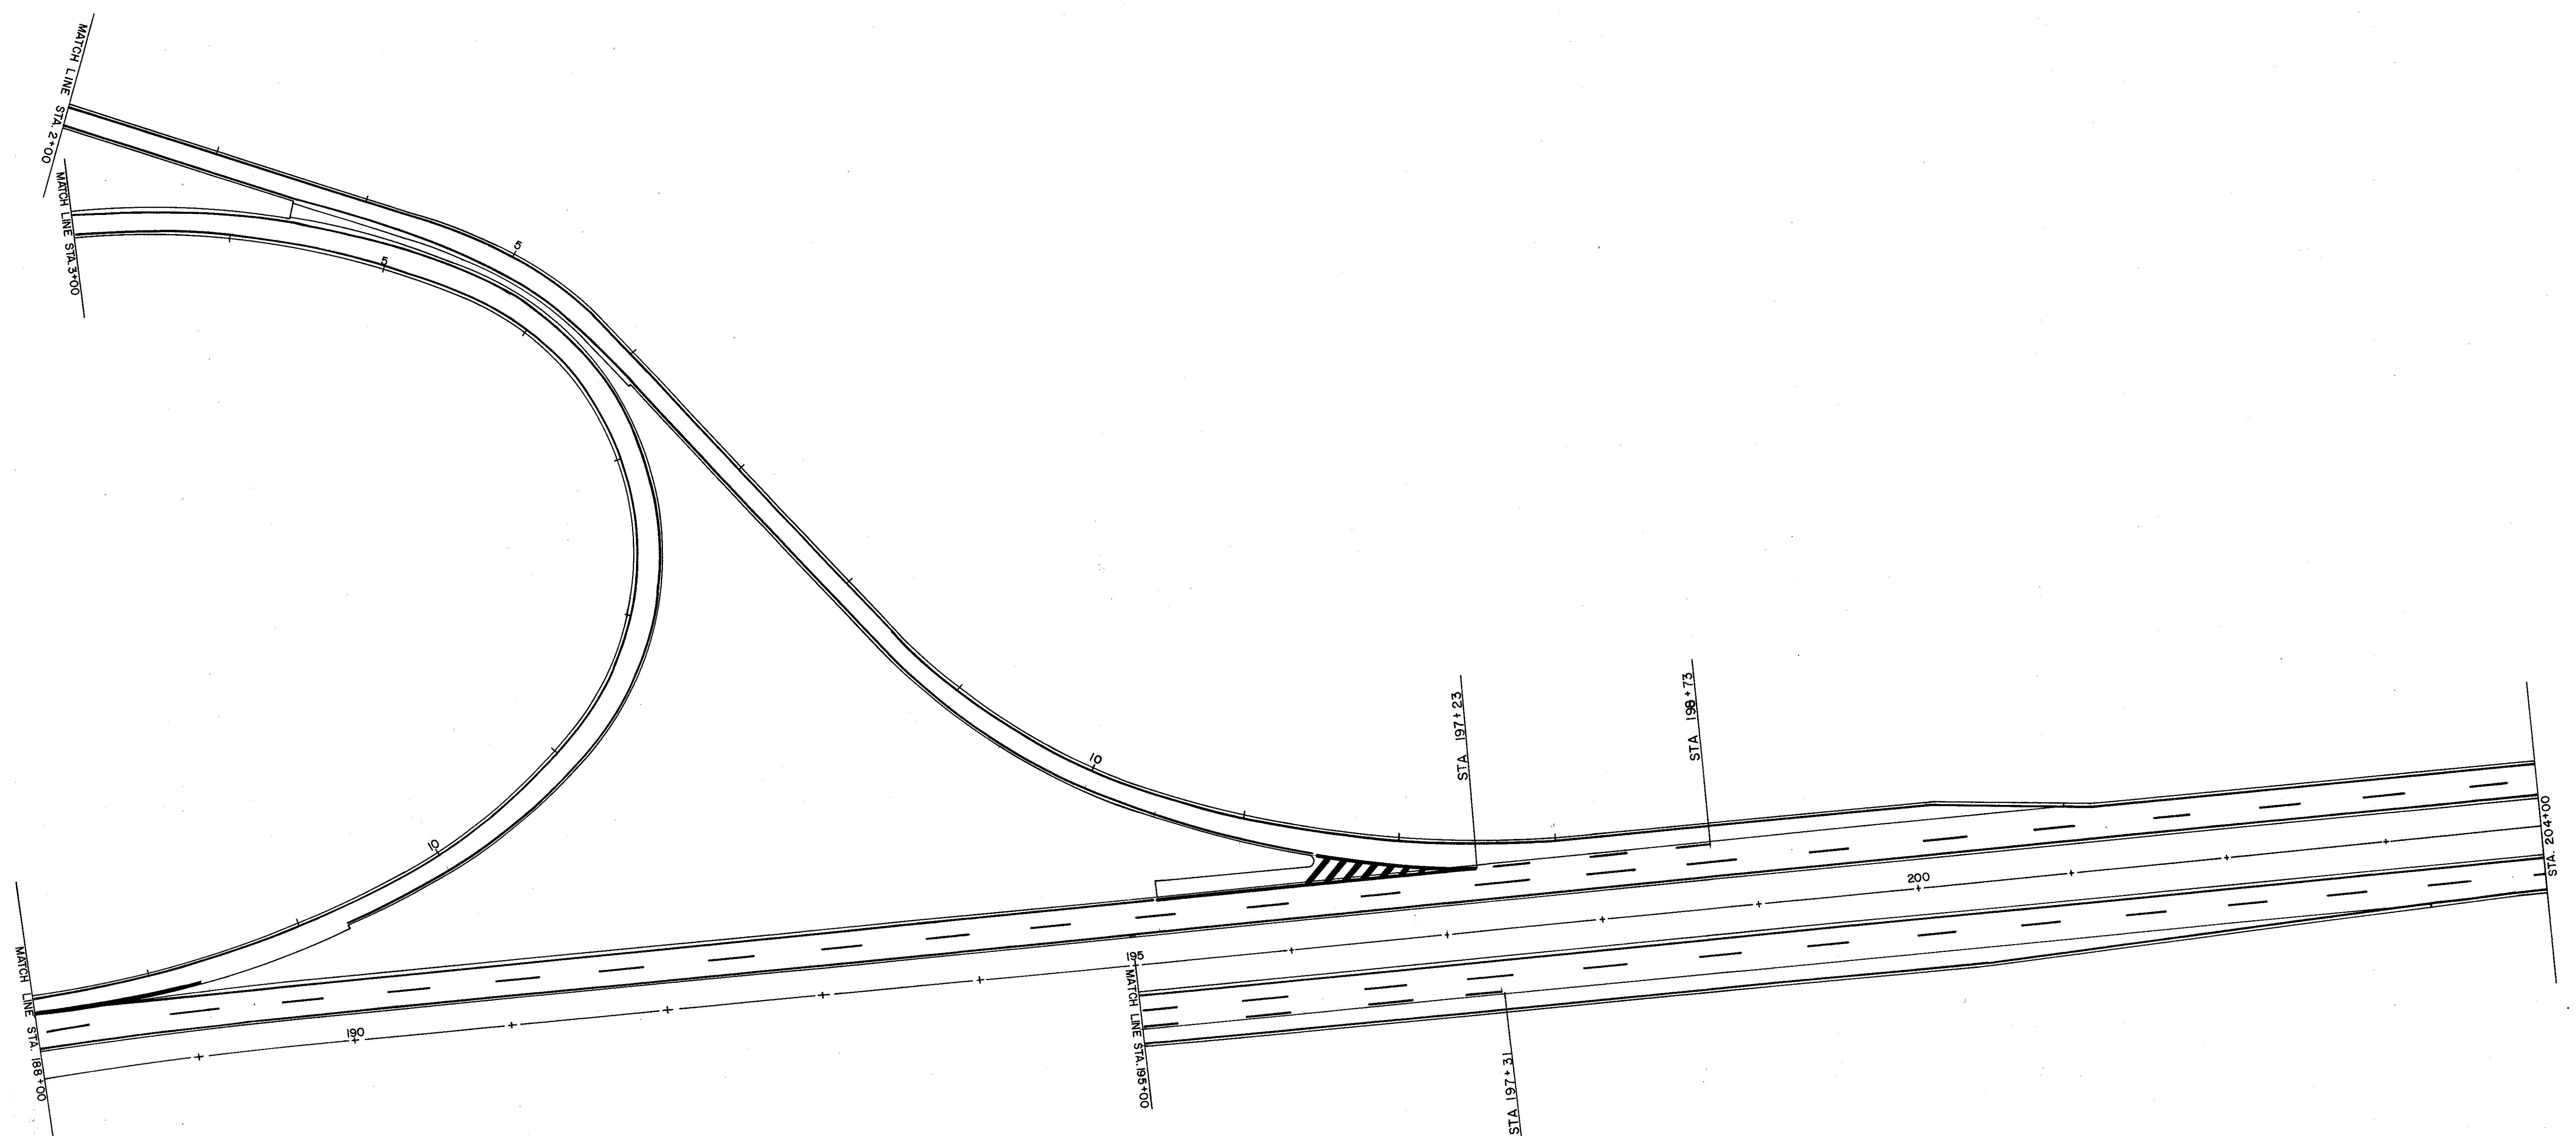 MATCH LINE STA. 2+00
MATCH LINE STA. 3+00
5
5
10
10
STA 197+23
STA 198+73
200
STA. 204+00
195
MATCH LINE STA. 195+00
190
MATCH LINE STA. 188+00
STA 197+31